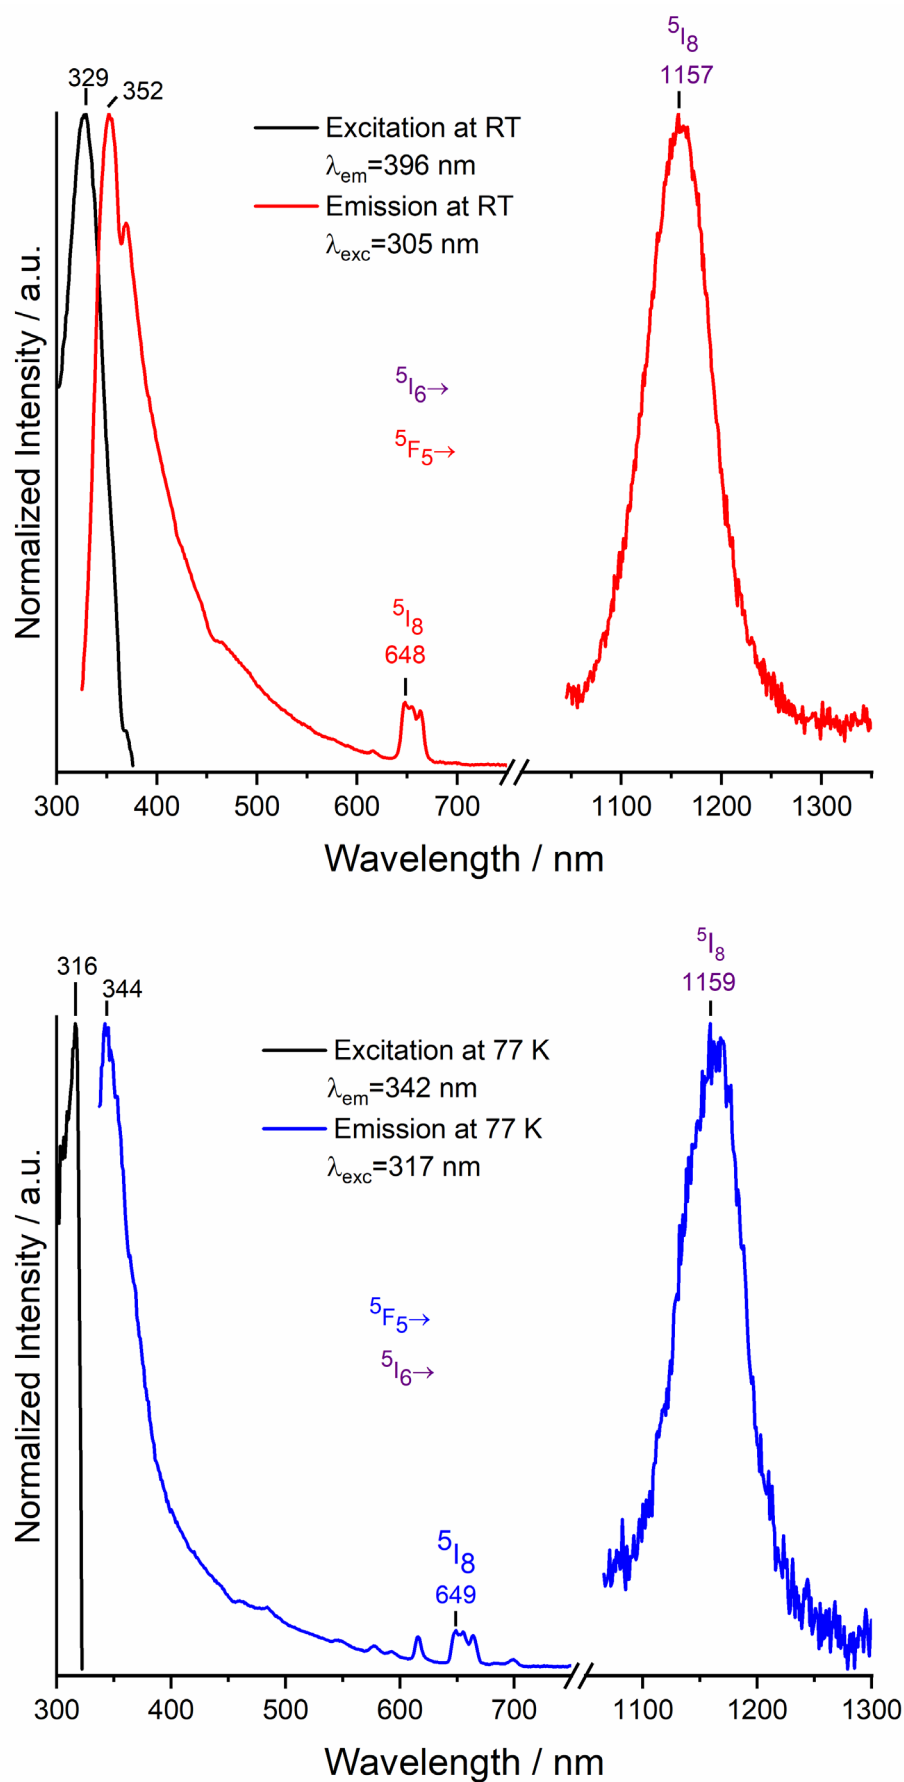 ⁵I₈
1157
329
352
Excitation at RT
λem=396 nm
Emission at RT
λexc=305 nm
Normalized Intensity / a.u.
⁵I₆→
⁵F₅→
⁵I₈
648
300 400 500 600 700 1100 1200 1300
Wavelength / nm
⁵I₈
1159
316
344
Excitation at 77 K
λem=342 nm
Emission at 77 K
λexc=317 nm
Normalized Intensity / a.u.
⁵F₅→
⁵I₆→
⁵I₈
649
300 400 500 600 700 1100 1200 1300
Wavelength / nm